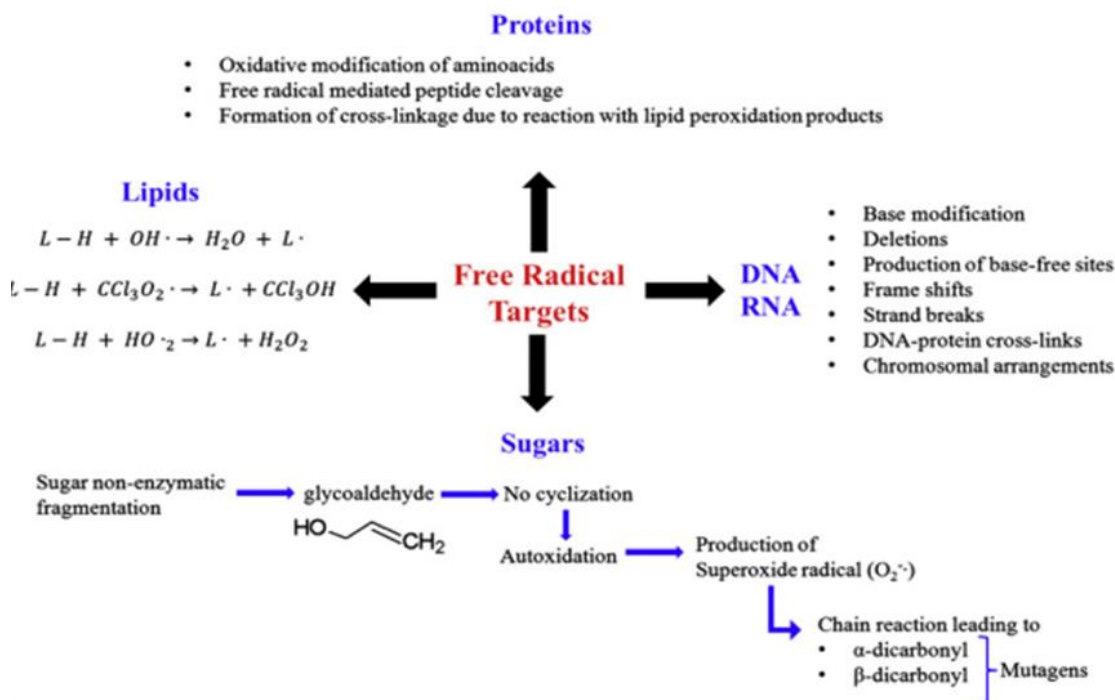 Proteins
• Oxidative modification of aminoacids
• Free radical mediated peptide cleavage
• Formation of cross-linkage due to reaction with lipid peroxidation products
Lipids
L − H + OH · → H₂O + L ·
L − H + CCl₃O₂ · → L · + CCl₃OH
L − H + HO ·₂ → L · + H₂O₂
Free Radical
Targets
DNA
RNA
• Base modification
• Deletions
• Production of base-free sites
• Frame shifts
• Strand breaks
• DNA-protein cross-links
• Chromosomal arrangements
Sugars
Sugar non-enzymatic
fragmentation
glycoaldehyde
HO
CH₂
No cyclization
Autoxidation
Production of
Superoxide radical (O₂⁻·)
Chain reaction leading to
• α-dicarbonyl
• β-dicarbonyl
Mutagens